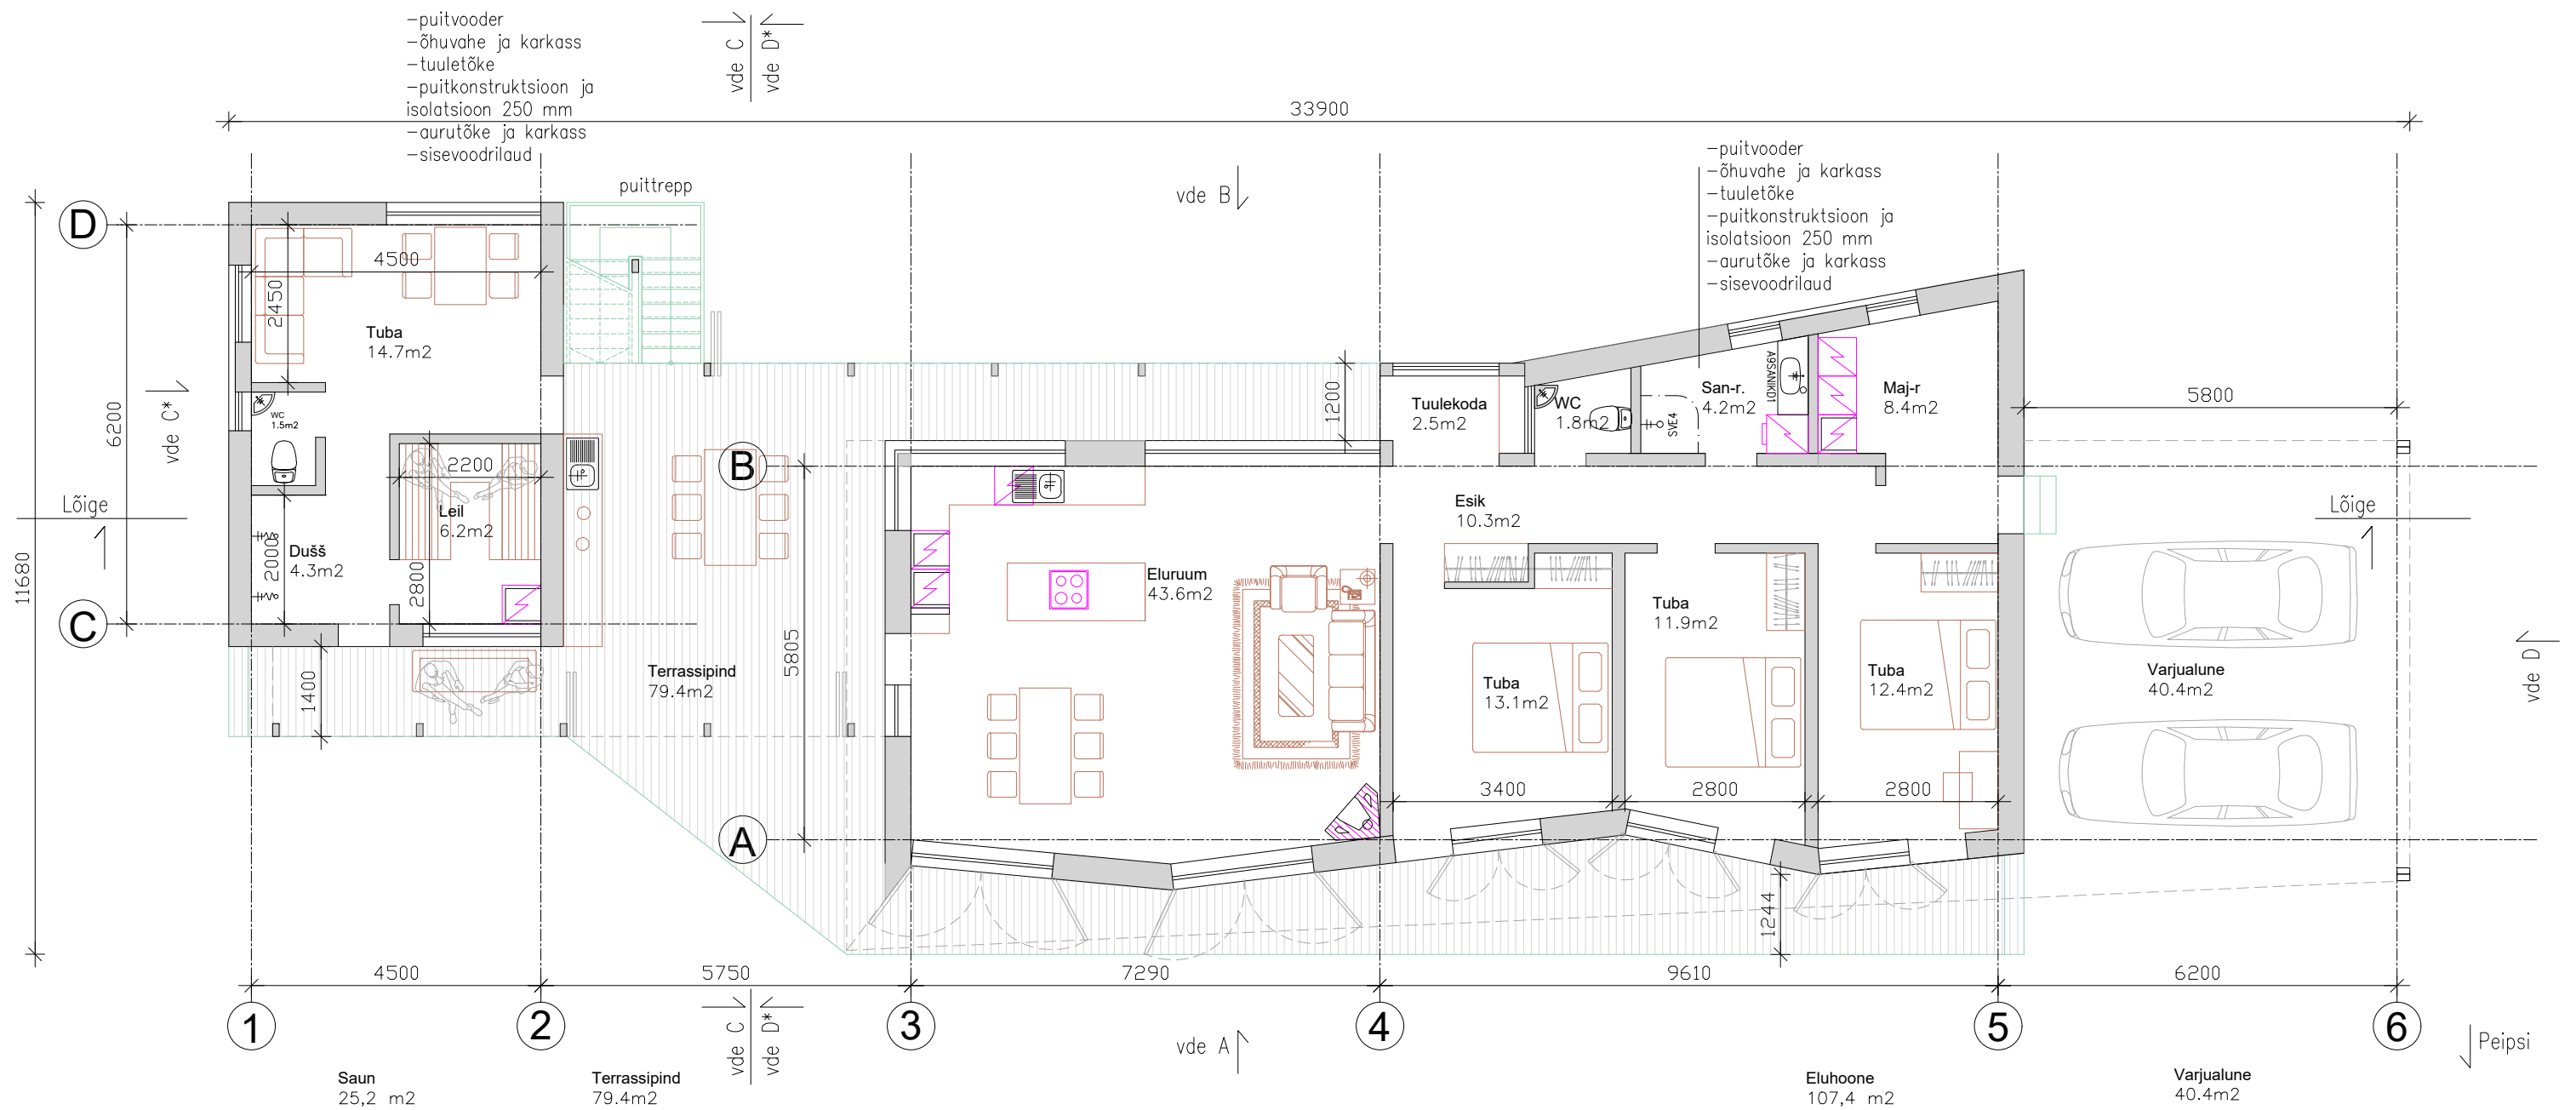 -puitvooder
-õhuvahe ja karkass
-tuuletõke
-puitkonstruktsioon ja
isolatsioon 250 mm
-aurutõke ja karkass
-sisevoodrilaud
vde C
vde D*
33900
puittrepp
vde B
-puitvooder
-õhuvahe ja karkass
-tuuletõke
-puitkonstruktsioon ja
isolatsioon 250 mm
-aurutõke ja karkass
-sisevoodrilaud
D
4500
2450
Tuba
14.7m2
6200
vde C*
WC
1.5m2
2200
Leil
6.2m2
Lõige
Dušš
4.3m2
2000
2800
C
11680
1400
B
1200
Tuulekoda
2.5m2
WC
1.8m2
SVE4
San-r.
4.2m2
A9SANIK01
Maj-r
8.4m2
5800
Esik
10.3m2
Lõige
Eluruum
43.6m2
5805
Terrassipind
79.4m2
Tuba
13.1m2
Tuba
11.9m2
Tuba
12.4m2
Varjualune
40.4m2
vde D
3400
2800
2800
A
1244
4500
5750
7290
9610
6200
1
2
3
4
5
6
vde C
vde D*
vde A
Peipsi
Saun
25,2 m2
Terrassipind
79.4m2
Eluhoone
107,4 m2
Varjualune
40.4m2